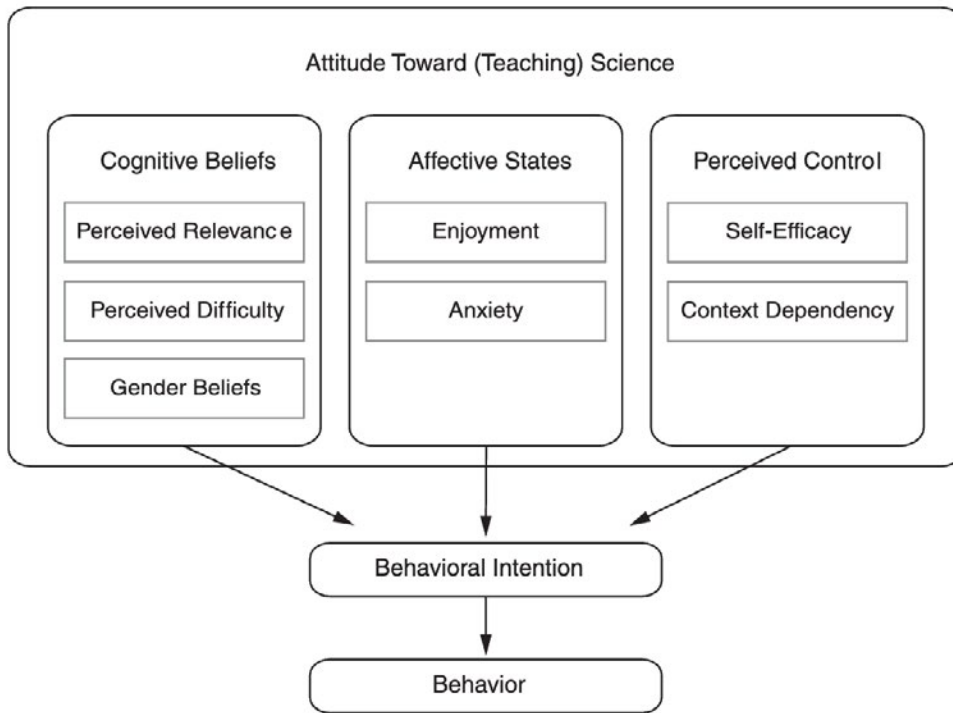 Attitude Toward (Teaching) Science
Cognitive Beliefs
Perceived Relevance
Perceived Difficulty
Gender Beliefs
Affective States
Enjoyment
Anxiety
Perceived Control
Self-Efficacy
Context Dependency
Behavioral Intention
Behavior